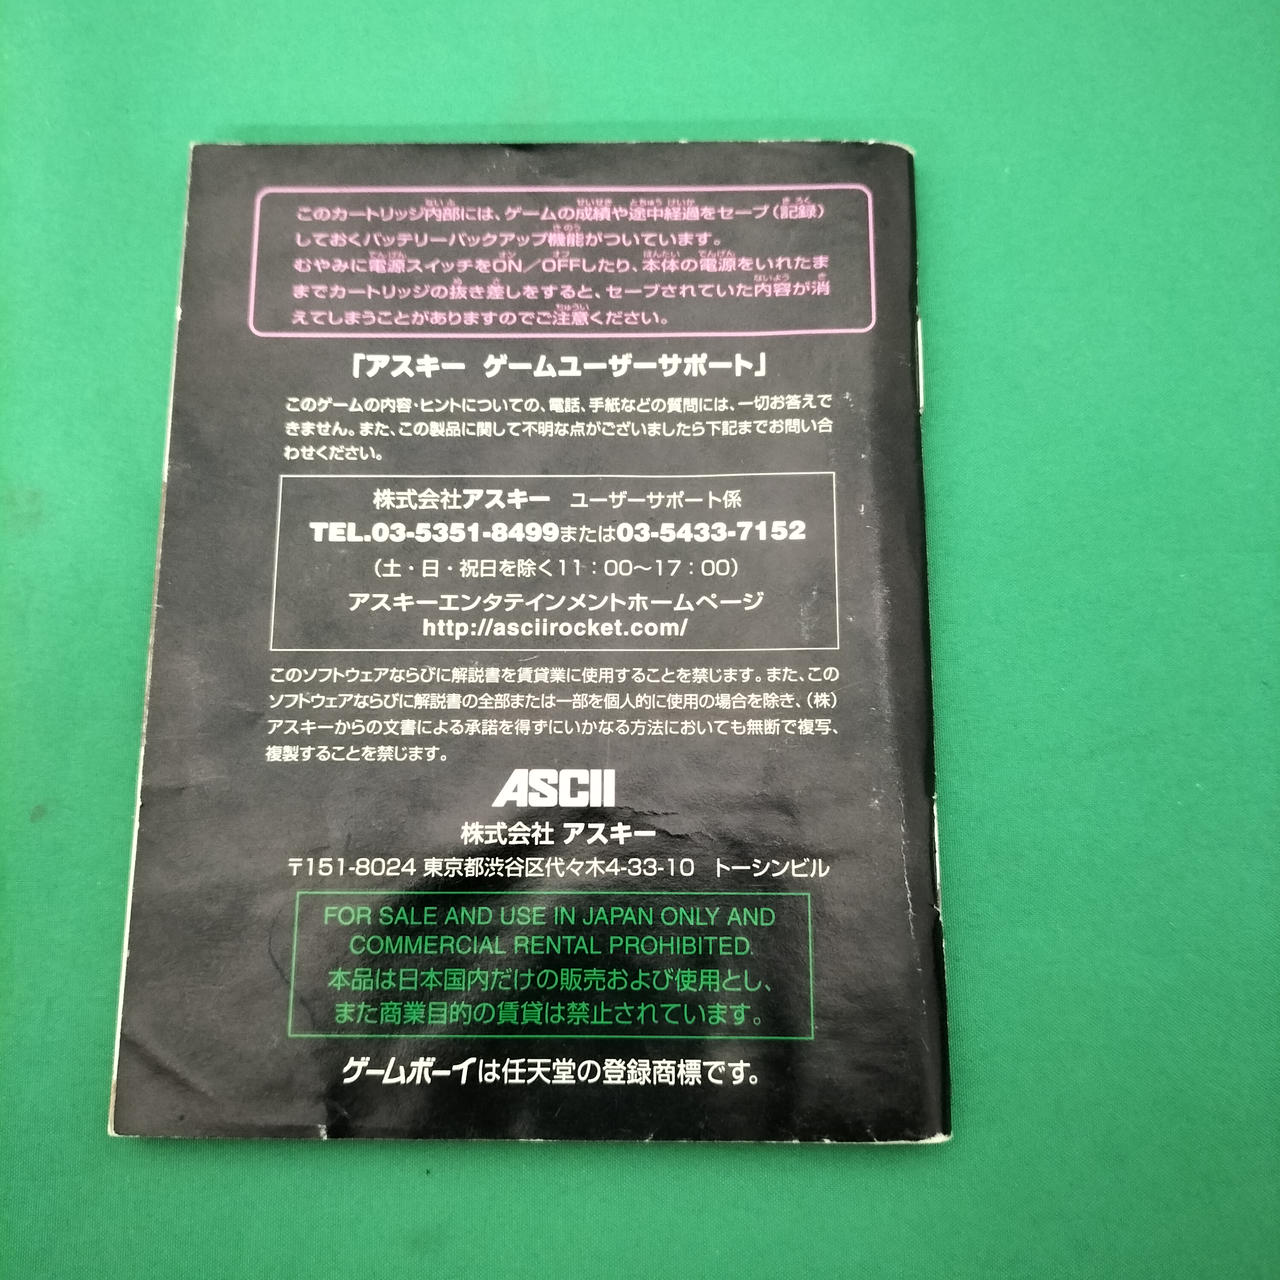 このカートリッジ内部には、ゲームの成績や途中経過をセーブ(記録)
しておくバッテリーバックアップ機能がついています。
むやみに電源スイッチをON/OFFしたり、本体の電源をいれたま
までカートリッジの抜き差しをすると、セーブされていた内容が消
えてしまうことがありますのでご注意ください。
「アスキー ゲームユーザーサポート」
このゲームの内容・ヒントについての、電話、手紙などの質問には、一切お答えで
きません。また、この製品に関して不明な点がございましたら下記までお問い合
わせください。
株式会社アスキー ユーザーサポート係
TEL.03-5351-8499または03-5433-7152
(土・日・祝日を除く11:00〜17:00)
アスキーエンタテインメントホームページ
http://asciirocket.com/
このソフトウェアならびに解説書を賃貸業に使用することを禁じます。また、この
ソフトウェアならびに解説書の全部または一部を個人的に使用の場合を除き、(株)
アスキーからの文書による承諾を得ずにいかなる方法においても無断で複写、
複製することを禁じます。
ASCII
株式会社 アスキー
〒151-8024 東京都渋谷区代々木4-33-10 トーシンビル
FOR SALE AND USE IN JAPAN ONLY AND
COMMERCIAL RENTAL PROHIBITED.
本品は日本国内だけの販売および使用とし、
また商業目的の賃貸は禁止されています。
ゲームボーイは任天堂の登録商標です。